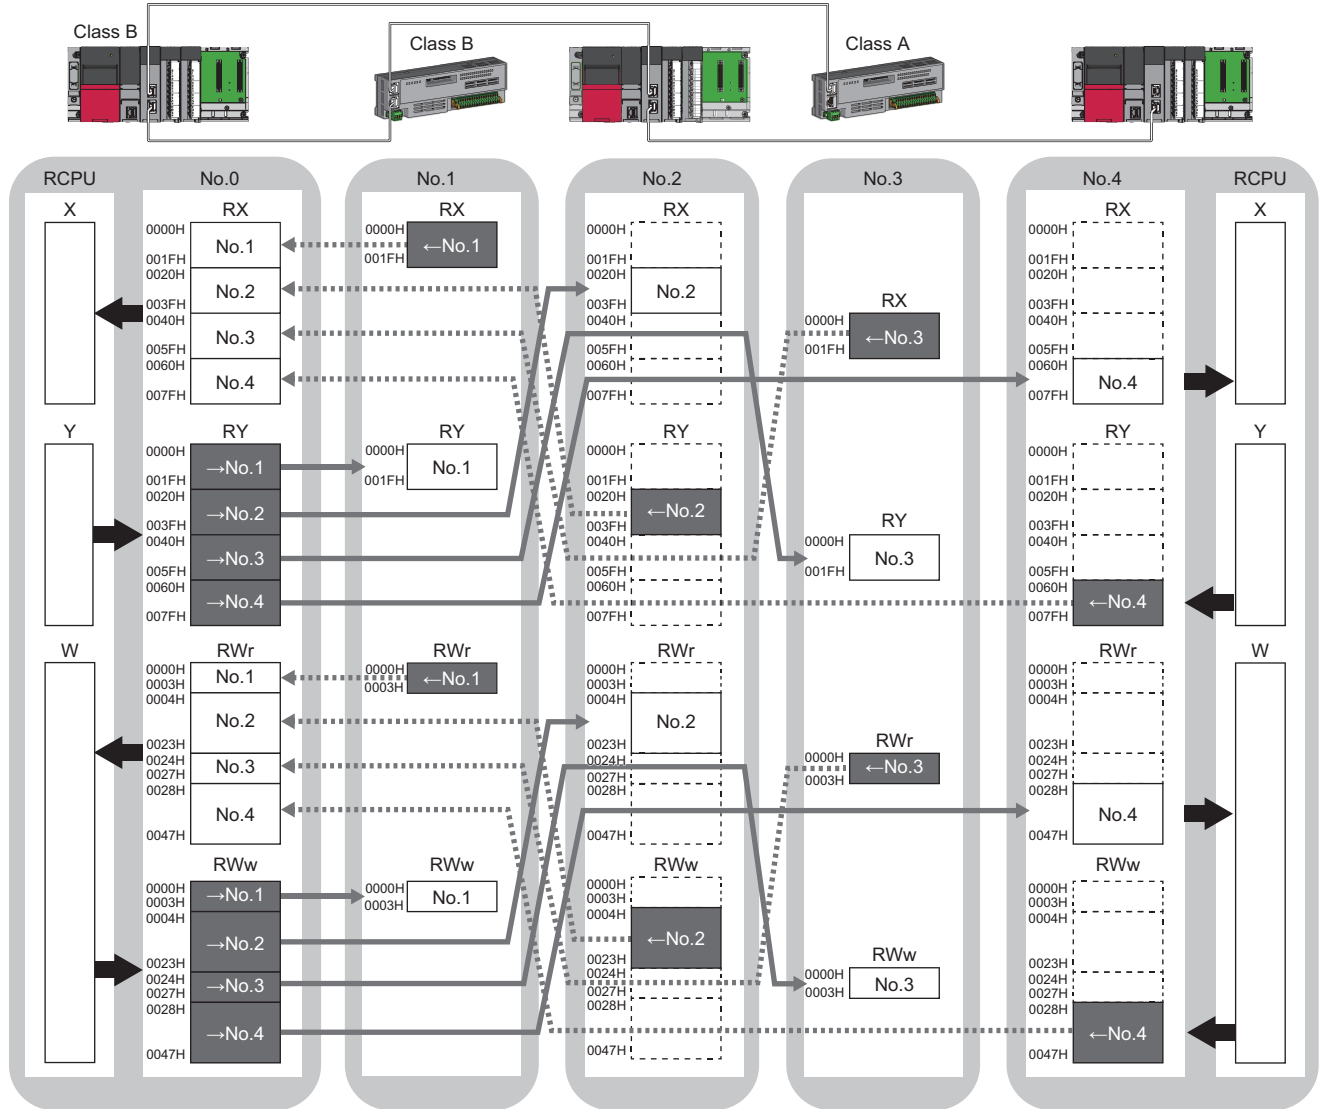 Class B
Class B
Class A
RCPU
No.0
No.1
No.2
No.3
No.4
RCPU
X
RX
0000H
001FH
No.1
0020H
003FH
No.2
0040H
005FH
No.3
0060H
007FH
No.4
Y
RY
0000H
001FH
→No.1
0020H
003FH
→No.2
0040H
005FH
→No.3
0060H
007FH
→No.4
W
RWr
0000H
0003H
No.1
0004H
0023H
No.2
0024H
0027H
No.3
0028H
0047H
No.4
RWw
0000H
0003H
→No.1
0004H
0023H
→No.2
0024H
0027H
→No.3
0028H
0047H
→No.4
RX
0000H
001FH
←No.1
RY
0000H
001FH
No.1
RWr
0000H
0003H
←No.1
RWw
0000H
0003H
No.1
RX
0000H
001FH
0020H
003FH
No.2
0040H
005FH
0060H
007FH
RY
0000H
001FH
0020H
003FH
←No.2
0040H
005FH
0060H
007FH
RWr
0000H
0003H
0004H
0023H
No.2
0024H
0027H
0028H
0047H
RWw
0000H
0003H
0004H
0023H
←No.2
0024H
0027H
0028H
0047H
RX
0000H
001FH
←No.3
RY
0000H
001FH
No.3
RWr
0000H
0003H
←No.3
RWw
0000H
0003H
No.3
RX
0000H
001FH
0020H
003FH
0040H
005FH
0060H
007FH
No.4
RY
0000H
001FH
0020H
003FH
0040H
005FH
0060H
007FH
←No.4
RWr
0000H
0003H
0004H
0023H
0024H
0027H
0028H
0047H
No.4
RWw
0000H
0003H
0004H
0023H
0024H
0027H
0028H
0047H
←No.4
X
Y
W